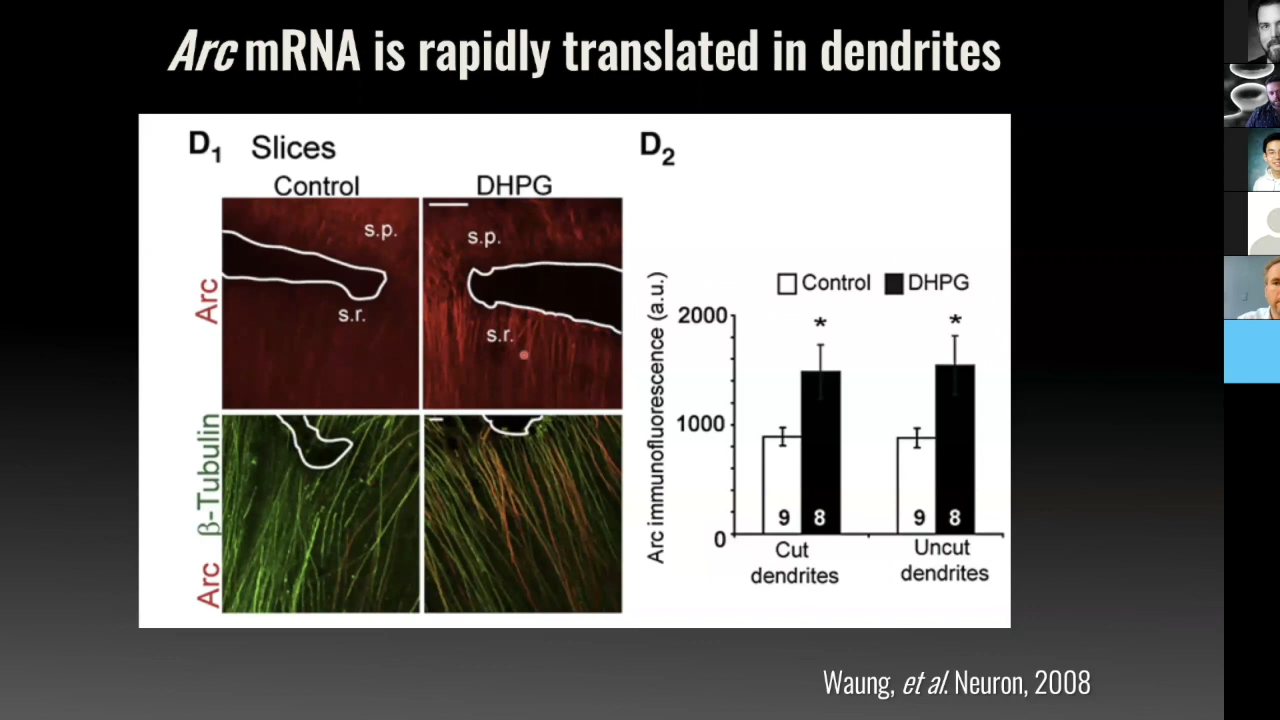 Arc mRNA is rapidly translated in dendrites
D1 Slices
Control
DHPG
Arc
s.p.
s.r.
s.p.
s.r.
Arc β-Tubulin
D2
Control
DHPG
Arc immunofluorescence (a.u.)
2000
1000
0
*
*
9
8
9
8
Cut
dendrites
Uncut
dendrites
Waung, et al. Neuron, 2008